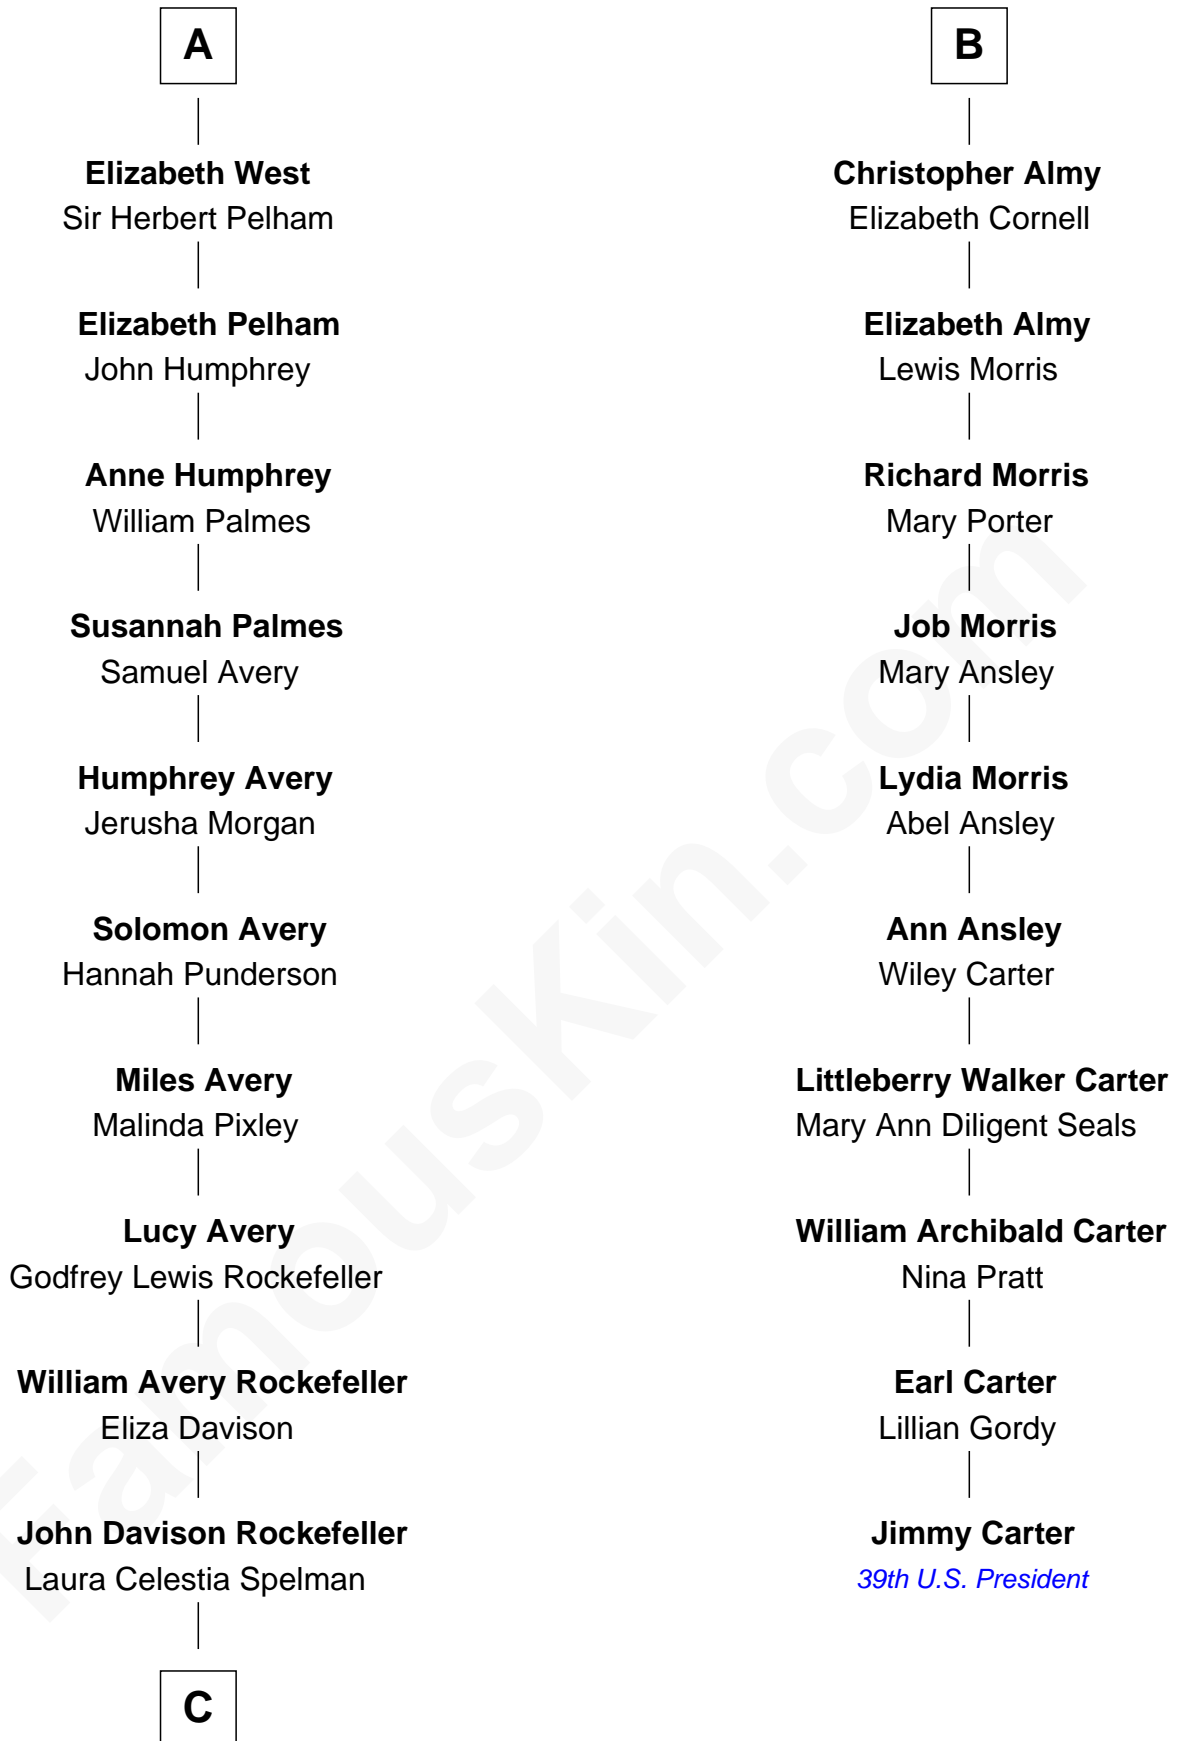 A
Elizabeth West
Sir Herbert Pelham
Elizabeth Pelham
John Humphrey
Anne Humphrey
William Palmes
Susannah Palmes
Samuel Avery
Humphrey Avery
Jerusha Morgan
Solomon Avery
Hannah Punderson
Miles Avery
Malinda Pixley
Lucy Avery
Godfrey Lewis Rockefeller
William Avery Rockefeller
Eliza Davison
John Davison Rockefeller
Laura Celestia Spelman
C
B
Christopher Almy
Elizabeth Cornell
Elizabeth Almy
Lewis Morris
Richard Morris
Mary Porter
Job Morris
Mary Ansley
Lydia Morris
Abel Ansley
Ann Ansley
Wiley Carter
Littleberry Walker Carter
Mary Ann Diligent Seals
William Archibald Carter
Nina Pratt
Earl Carter
Lillian Gordy
Jimmy Carter
39th U.S. President
FamousKin.com